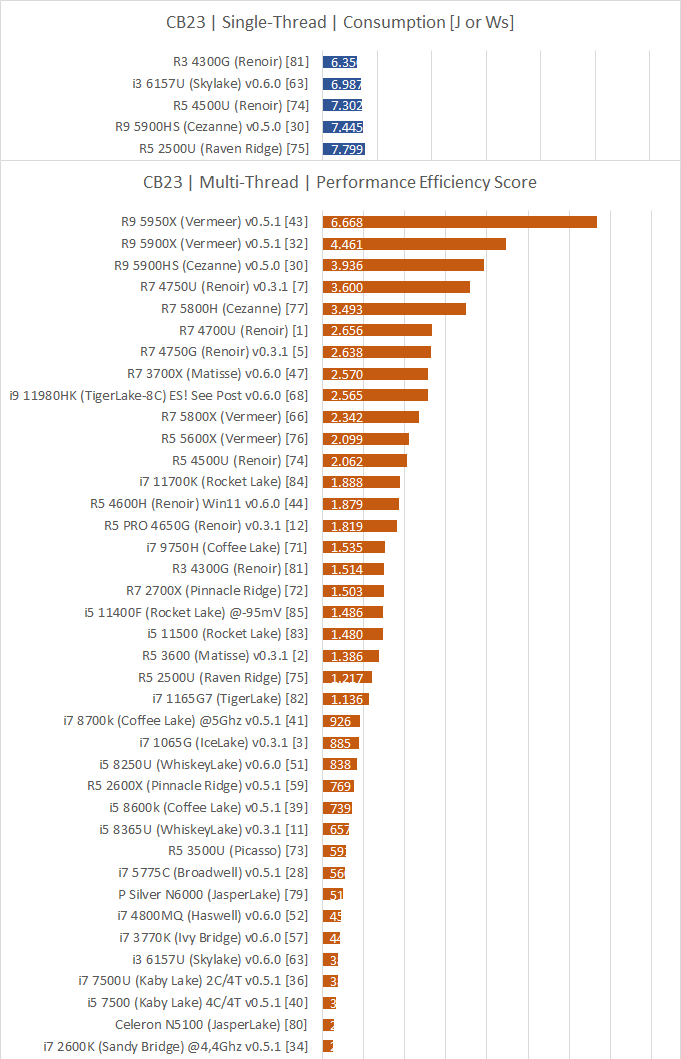 CB23 | Single-Thread | Consumption [J or Ws]
R3 4300G (Renoir) [81] 6.35
i3 6157U (Skylake) v0.6.0 [63] 6.987
R5 4500U (Renoir) [74] 7.302
R9 5900HS (Cezanne) v0.5.0 [30] 7.445
R5 2500U (Raven Ridge) [75] 7.799
CB23 | Multi-Thread | Performance Efficiency Score
R9 5950X (Vermeer) v0.5.1 [43] 6.668
R9 5900X (Vermeer) v0.5.1 [32] 4.461
R9 5900HS (Cezanne) v0.5.0 [30] 3.936
R7 4750U (Renoir) v0.3.1 [7] 3.600
R7 5800H (Cezanne) [77] 3.493
R7 4700U (Renoir) [1] 2.656
R7 4750G (Renoir) v0.3.1 [5] 2.638
R7 3700X (Matisse) v0.6.0 [47] 2.570
i9 11980HK (TigerLake-8C) ES! See Post v0.6.0 [68] 2.565
R7 5800X (Vermeer) [66] 2.342
R5 5600X (Vermeer) [76] 2.099
R5 4500U (Renoir) [74] 2.062
i7 11700K (Rocket Lake) [84] 1.888
R5 4600H (Renoir) Win11 v0.6.0 [44] 1.879
R5 PRO 4650G (Renoir) v0.3.1 [12] 1.819
i7 9750H (Coffee Lake) [71] 1.535
R3 4300G (Renoir) [81] 1.514
R7 2700X (Pinnacle Ridge) [72] 1.503
i5 11400F (Rocket Lake) @-95mV [85] 1.486
i5 11500 (Rocket Lake) [83] 1.480
R5 3600 (Matisse) v0.3.1 [2] 1.386
R5 2500U (Raven Ridge) [75] 1.217
i7 1165G7 (TigerLake) [82] 1.136
i7 8700k (Coffee Lake) @5Ghz v0.5.1 [41] 926
i7 1065G (IceLake) v0.3.1 [3] 885
i5 8250U (WhiskeyLake) v0.6.0 [51] 838
R5 2600X (Pinnacle Ridge) v0.5.1 [59] 769
i5 8600k (Coffee Lake) v0.5.1 [39] 739
i5 8365U (WhiskeyLake) v0.3.1 [11] 657
R5 3500U (Picasso) [73]
i7 5775C (Broadwell) v0.5.1 [28]
P Silver N6000 (JasperLake) [79]
i7 4800MQ (Haswell) v0.6.0 [52]
i7 3770K (Ivy Bridge) v0.6.0 [57]
i3 6157U (Skylake) v0.6.0 [63]
i7 7500U (Kaby Lake) 2C/4T v0.5.1 [36]
i5 7500 (Kaby Lake) 4C/4T v0.5.1 [40]
Celeron N5100 (JasperLake) [80]
i7 2600K (Sandy Bridge) @4,4Ghz v0.5.1 [34]